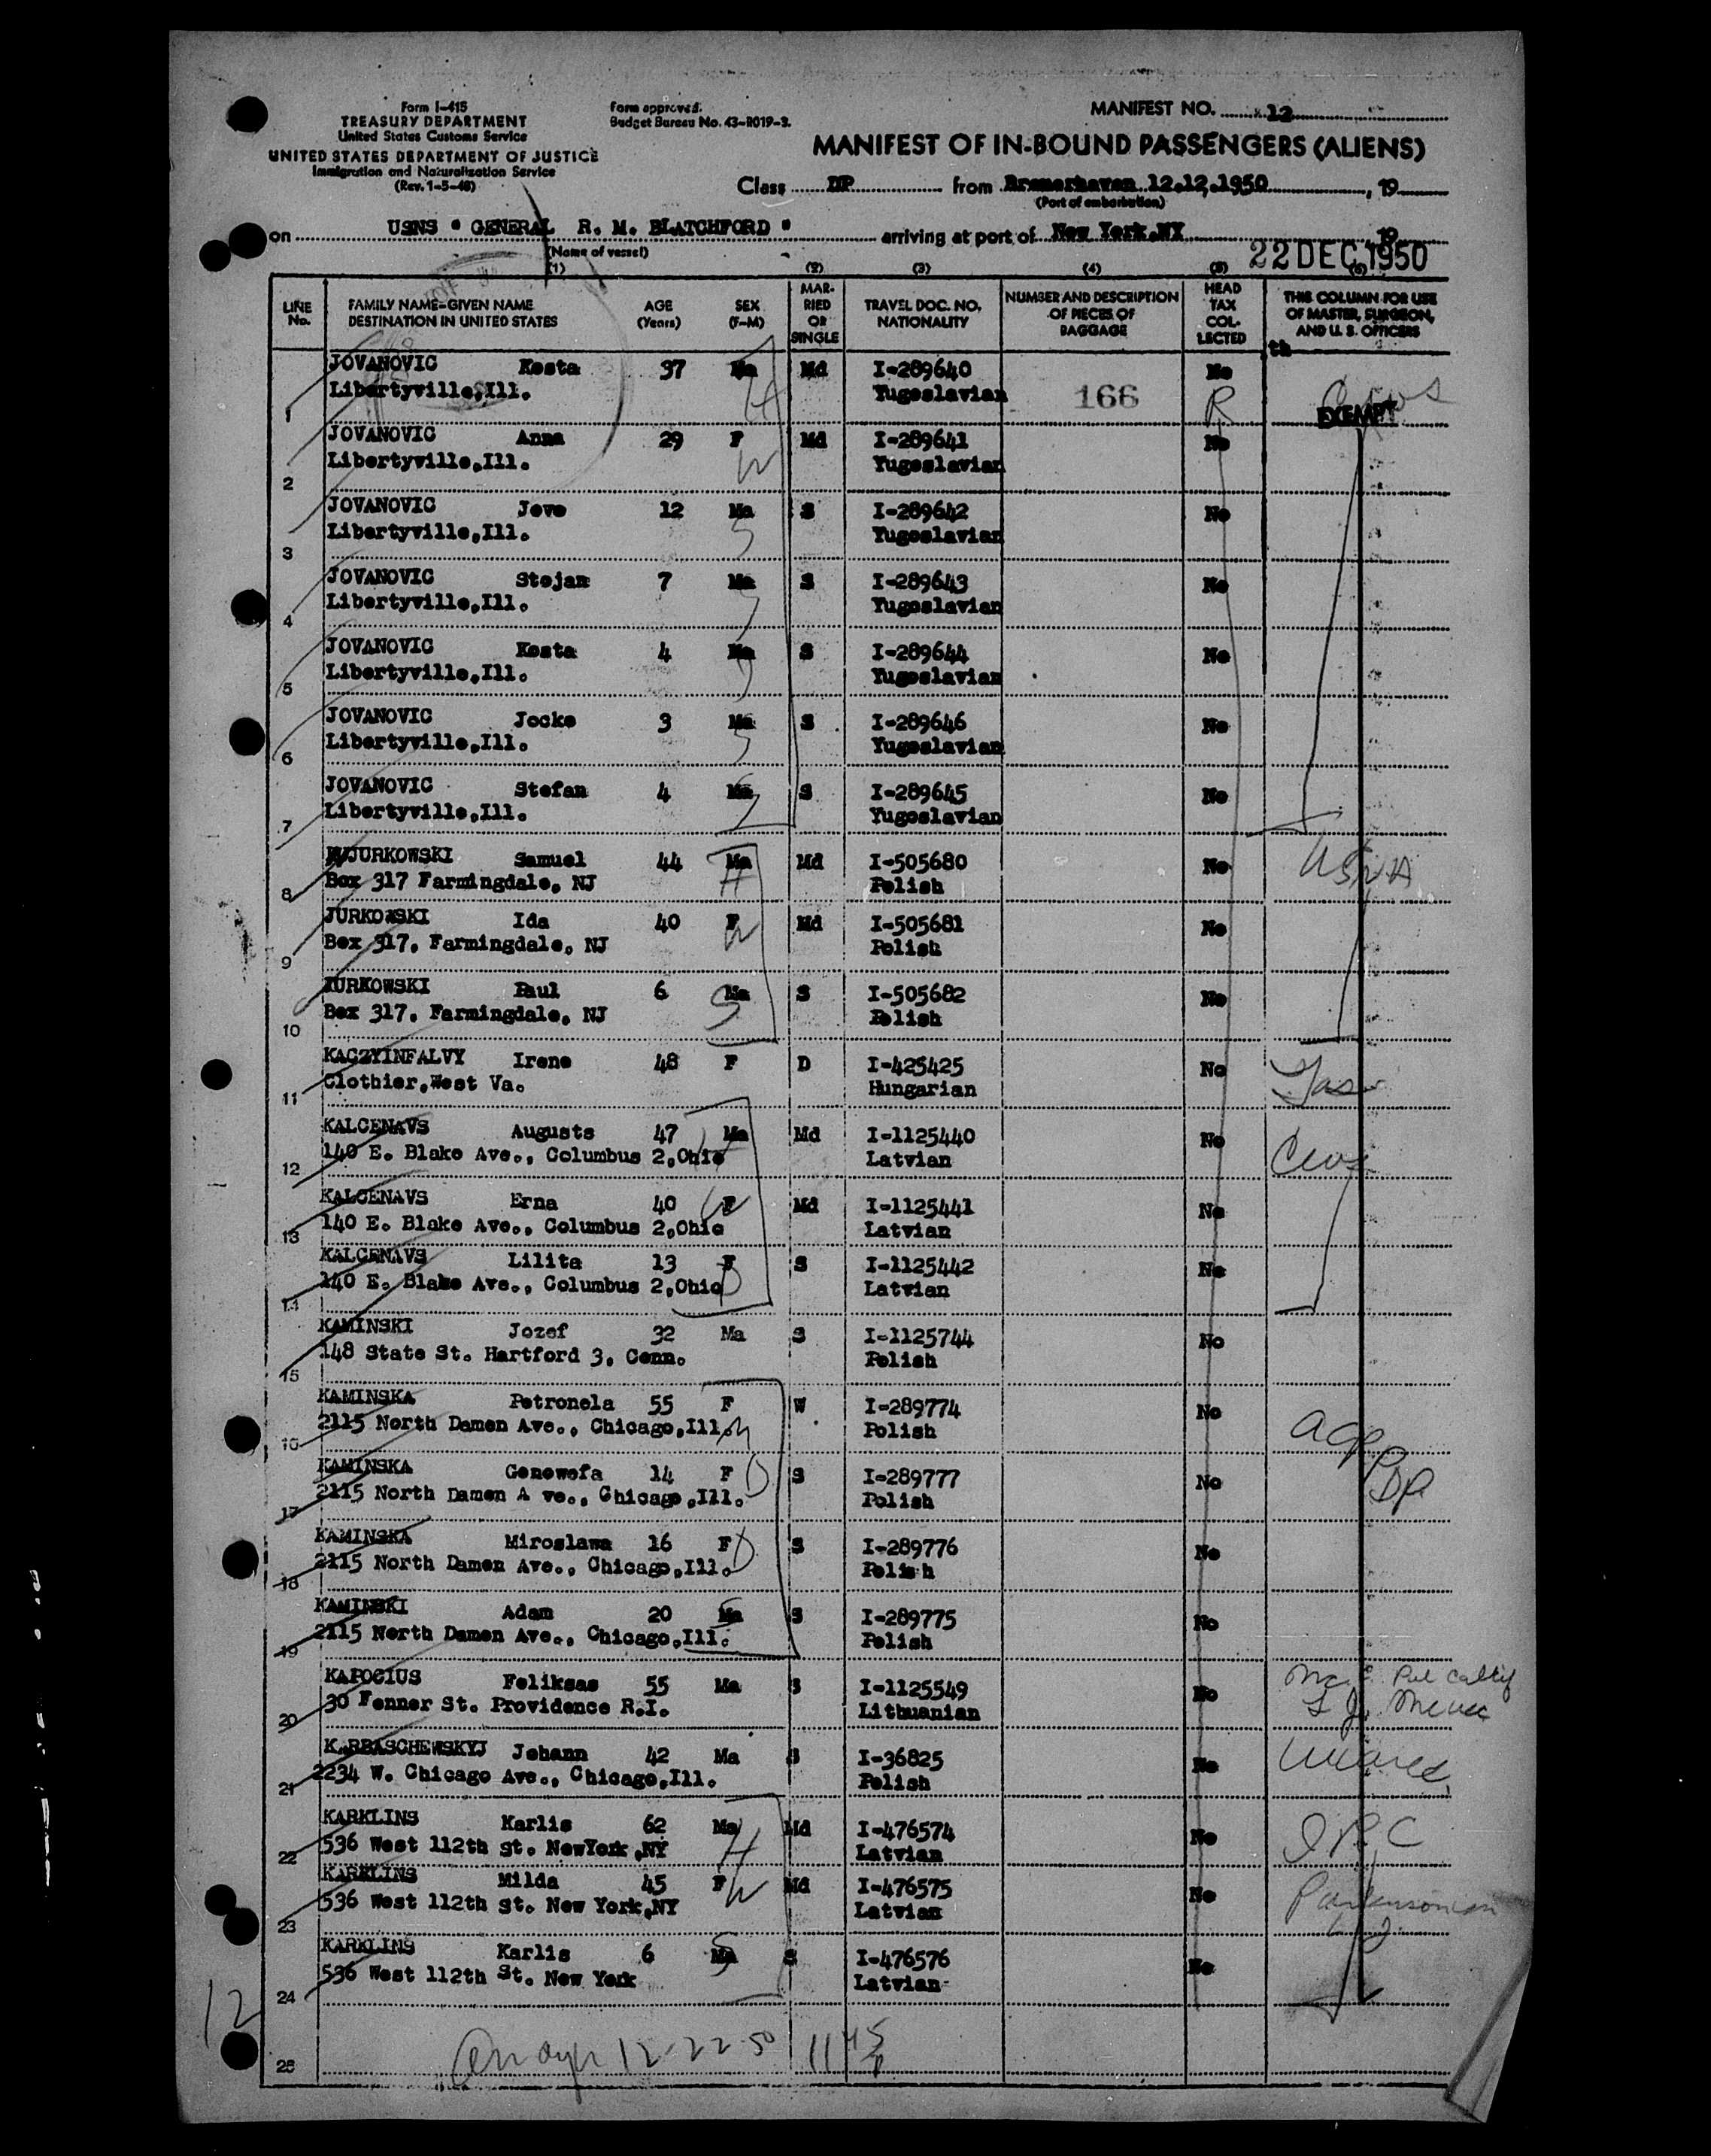 Form I-415
TREASURY DEPARTMENT
United States Customs Service
UNITED STATES DEPARTMENT OF JUSTICE
Immigration and Naturalization Service
(Rev. 1-5-48)
Form approved.
Budget Bureau No. 43-R019-3.
MANIFEST NO. 12
MANIFEST OF IN-BOUND PASSENGERS (ALIENS)
Class DP from Bremerhaven 12.12.1950, 19
(Port of embarkation)
on USNS " GENERAL R. M. BLATCHFORD " arriving at port of New York,NY 19
(Name of vessel)
22 DEC 1950
(1) (2) (3) (4) (5) (6)
LINE No. FAMILY NAME-GIVEN NAME DESTINATION IN UNITED STATES AGE (Years) SEX (F-M) MARRIED OR SINGLE TRAVEL DOC. NO. NATIONALITY NUMBER AND DESCRIPTION OF PIECES OF BAGGAGE HEAD TAX COLLECTED THIS COLUMN FOR USE OF MASTER, SURGEON, AND U. S. OFFICERS
th
JOVANOVIC Kosta 37 Ma Md I-289640 No
1 Libertyville,Ill. H Yugoslavian 166 R EXEMPT
JOVANOVIC Anna 29 F Md I-289641 No
2 Libertyville,Ill. W Yugoslavian
JOVANOVIC Jovo 12 Ma S I-289642 No
3 Libertyville,Ill. S Yugoslavian
JOVANOVIC Stojan 7 Ma S I-289643 No
4 Libertyville,Ill. S Yugoslavian
JOVANOVIC Kosta 4 Ma S I-289644 No
5 Libertyville,Ill. S Yugoslavian
JOVANOVIC Jocko 3 Ma S I-289646 No
6 Libertyville,Ill. S Yugoslavian
JOVANOVIC Stefan 4 Ma S I-289645 No
7 Libertyville,Ill. S Yugoslavian
JURKOWSKI Samuel 44 Ma Md I-505680 No USNA
8 Box 317 Farmingdale, NJ H Polish
JURKOWSKI Ida 40 F Md I-505681 No
9 Box 317. Farmingdale, NJ W Polish
JURKOWSKI Paul 6 Ma S I-505682 No
10 Box 317. Farmingdale, NJ S Polish
KACZYINFALVY Irene 48 F D I-425425 No
11 Clothier,West Va. Hungarian
KALCENAVS Augusts 47 Ma Md I-1125440 No
12 140 E. Blake Ave., Columbus 2,Ohio Latvian
KALCENAVS Erna 40 F Md I-1125441 No
13 140 E. Blake Ave., Columbus 2,Ohio W Latvian
KALCENAVS Lilita 13 F S I-1125442 No
14 140 E. Blake Ave., Columbus 2,Ohio D Latvian
KAMINSKI Jozef 32 Ma S I-1125744 No
15 148 State St. Hartford 3, Conn. Polish
KAMINSKA Petronela 55 F W I-289774 No
16 2115 North Damen Ave., Chicago,Ill. M Polish
KAMINSKA Genowefa 14 F D S I-289777 No
17 2115 North Damen A ve., Chicago,Ill. Polish
KAMINSKA Miroslawa 16 F D S I-289776 No
18 2115 North Damen Ave., Chicago,Ill. Polish
KAMINSKI Adam 20 Ma S I-289775 No
19 2115 North Damen Ave., Chicago,Ill. Polish
KAPOCIUS Feliksas 55 Ma S I-1125549 No
20 30 Fenner St. Providence R.I. Lithuanian
KARBASCHEWSKYJ Johann 42 Ma S I-36825 No
21 2234 W. Chicago Ave., Chicago,Ill. Polish
KARKLINS Karlis 62 Ma Md I-476574 No
22 536 West 112th St. NewYork,NY H Latvian
KARKLINS Milda 45 F W Md I-476575 No
23 536 West 112th St. New York,NY Latvian
KARKLINS Karlis 6 Ma S S I-476576 No
24 536 West 112th St. New York Latvian
12
25 12-22-50 1145